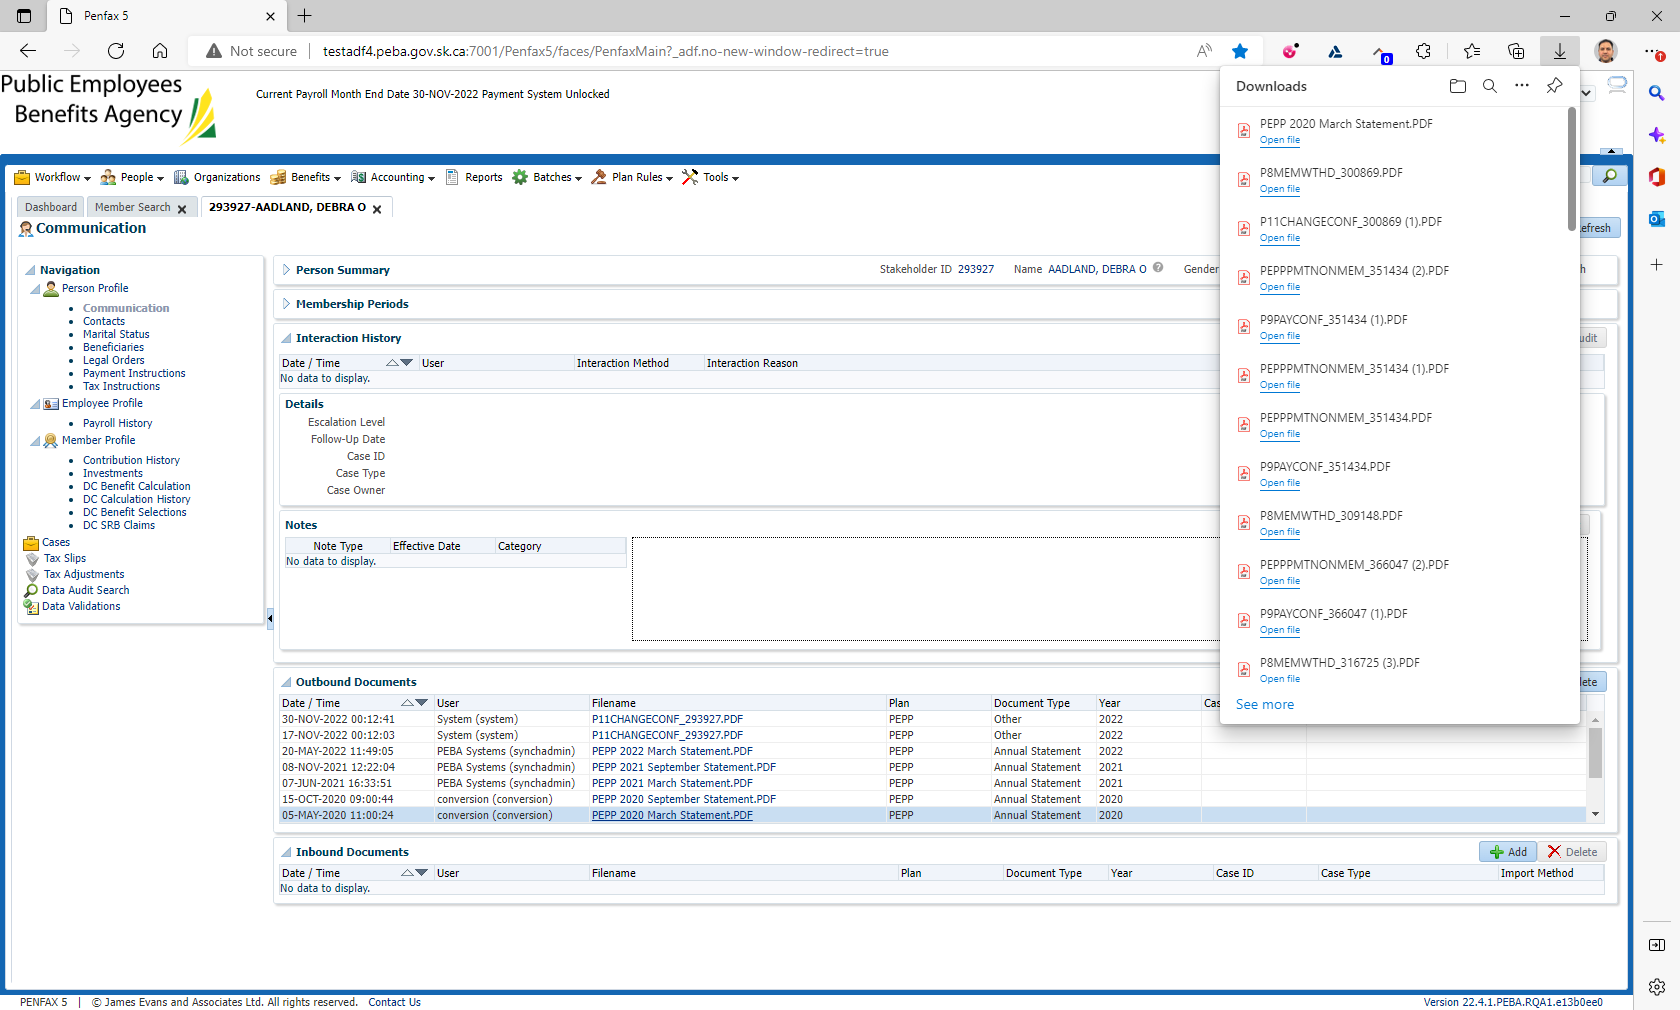 Penfax 5
Not secure
testadf4.peba.gov.sk.ca:7001/Penfax5/faces/PenfaxMain?_adf.no-new-window-redirect=true
0
Public Employees
Benefits Agency
Current Payroll Month End Date 30-NOV-2022 Payment System Unlocked
Workflow People Organizations Benefits Accounting Reports Batches Plan Rules Tools
Dashboard Member Search 293927-AADLAND, DEBRA O
Communication
efresh
Navigation
Person Profile
Communication
Contacts
Marital Status
Beneficiaries
Legal Orders
Payment Instructions
Tax Instructions
Employee Profile
Payroll History
Member Profile
Contribution History
Investments
DC Benefit Calculation
DC Calculation History
DC Benefit Selections
DC SRB Claims
Cases
Tax Slips
Tax Adjustments
Data Audit Search
Data Validations
Person Summary
Stakeholder ID 293927 Name AADLAND, DEBRA O Gender
h
Membership Periods
Interaction History
udit
Date / Time User Interaction Method Interaction Reason
No data to display.
Details
Escalation Level
Follow-Up Date
Case ID
Case Type
Case Owner
Notes
Note Type Effective Date Category
No data to display.
Outbound Documents
lete
Date / Time User Filename Plan Document Type Year Cas
30-NOV-2022 00:12:41 System (system) P11CHANGECONF_293927.PDF PEPP Other 2022
17-NOV-2022 00:12:03 System (system) P11CHANGECONF_293927.PDF PEPP Other 2022
20-MAY-2022 11:49:05 PEBA Systems (synchadmin) PEPP 2022 March Statement.PDF PEPP Annual Statement 2022
08-NOV-2021 12:22:04 PEBA Systems (synchadmin) PEPP 2021 September Statement.PDF PEPP Annual Statement 2021
07-JUN-2021 16:33:51 PEBA Systems (synchadmin) PEPP 2021 March Statement.PDF PEPP Annual Statement 2021
15-OCT-2020 09:00:44 conversion (conversion) PEPP 2020 September Statement.PDF PEPP Annual Statement 2020
05-MAY-2020 11:00:24 conversion (conversion) PEPP 2020 March Statement.PDF PEPP Annual Statement 2020
Inbound Documents
Add Delete
Date / Time User Filename Plan Document Type Year Case ID Case Type Import Method
No data to display.
Downloads
PEPP 2020 March Statement.PDF
Open file
P8MEMWTHD_300869.PDF
Open file
P11CHANGECONF_300869 (1).PDF
Open file
PEPPPMTNONMEM_351434 (2).PDF
Open file
P9PAYCONF_351434 (1).PDF
Open file
PEPPPMTNONMEM_351434 (1).PDF
Open file
PEPPPMTNONMEM_351434.PDF
Open file
P9PAYCONF_351434.PDF
Open file
P8MEMWTHD_309148.PDF
Open file
PEPPPMTNONMEM_366047 (2).PDF
Open file
P9PAYCONF_366047 (1).PDF
Open file
P8MEMWTHD_316725 (3).PDF
Open file
See more
PENFAX 5 | © James Evans and Associates Ltd. All rights reserved. Contact Us
Version 22.4.1.PEBA.RQA1.e13b0ee0